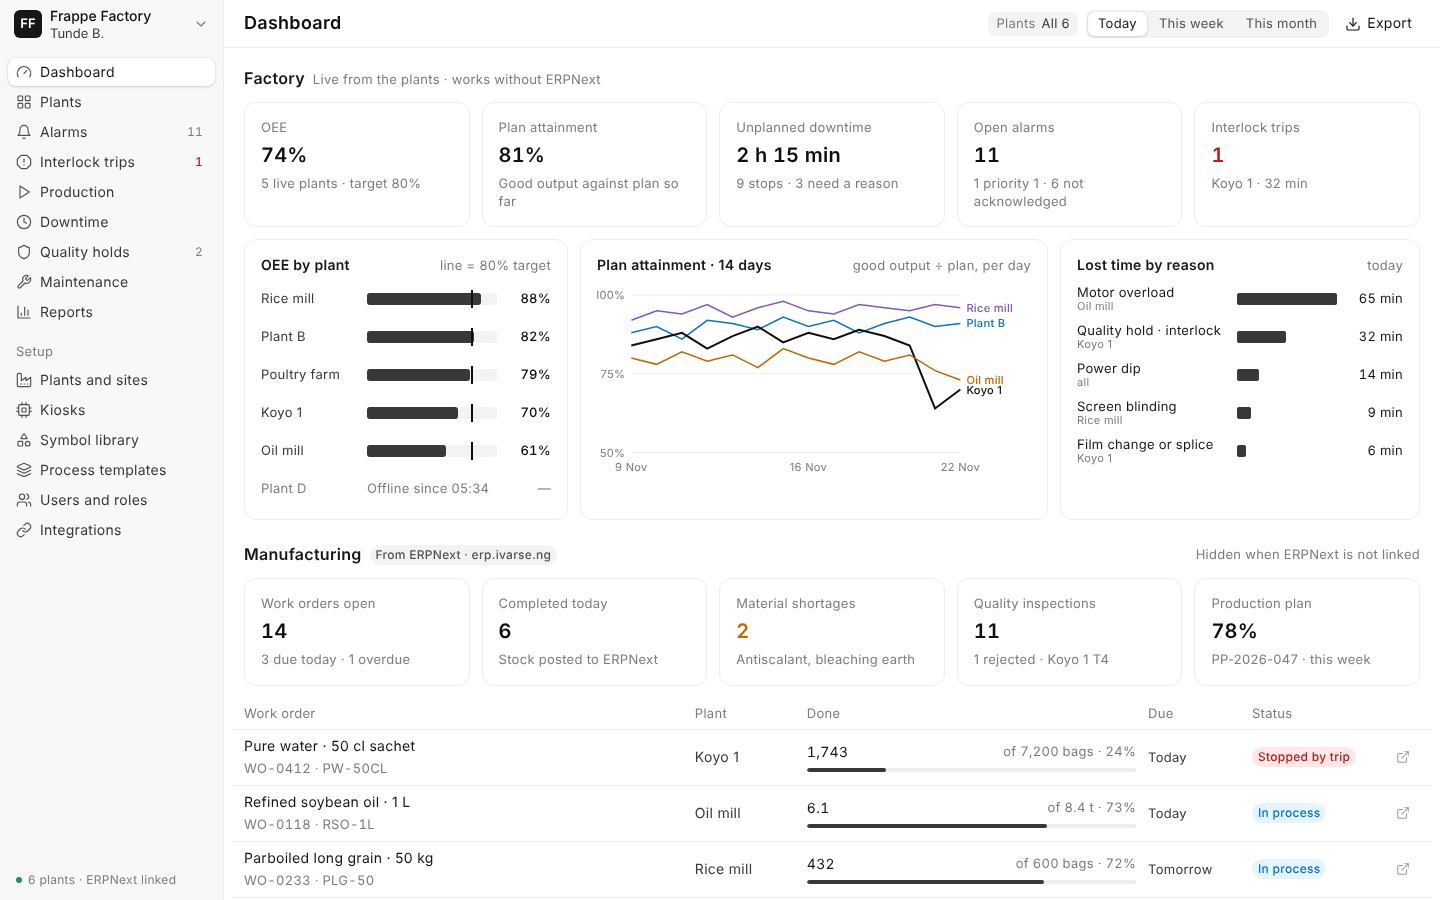 FF
Frappe Factory
Tunde B.
Dashboard
Plants
Alarms 11
Interlock trips 1
Production
Downtime
Quality holds 2
Maintenance
Reports
Setup
Plants and sites
Kiosks
Symbol library
Process templates
Users and roles
Integrations
6 plants · ERPNext linked
Dashboard
Plants All 6
Today
This week
This month
Export
Factory Live from the plants · works without ERPNext
OEE
74%
5 live plants · target 80%
Plan attainment
81%
Good output against plan so
far
Unplanned downtime
2 h 15 min
9 stops · 3 need a reason
Open alarms
11
1 priority 1 · 6 not
acknowledged
Interlock trips
1
Koyo 1 · 32 min
OEE by plant line = 80% target
Rice mill 88%
Plant B 82%
Poultry farm 79%
Koyo 1 70%
Oil mill 61%
Plant D Offline since 05:34 —
Plan attainment · 14 days good output ÷ plan, per day
100%
75%
50%
9 Nov 16 Nov 22 Nov
Rice mill
Plant B
Oil mill
Koyo 1
Lost time by reason today
Motor overload 65 min
Oil mill
Quality hold · interlock 32 min
Koyo 1
Power dip 14 min
all
Screen blinding 9 min
Rice mill
Film change or splice 6 min
Koyo 1
Manufacturing From ERPNext · erp.ivarse.ng Hidden when ERPNext is not linked
Work orders open
14
3 due today · 1 overdue
Completed today
6
Stock posted to ERPNext
Material shortages
2
Antiscalant, bleaching earth
Quality inspections
11
1 rejected · Koyo 1 T4
Production plan
78%
PP-2026-047 · this week
Work order Plant Done Due Status
Pure water · 50 cl sachet
WO-0412 · PW-50CL
Koyo 1
1,743 of 7,200 bags · 24%
Today
Stopped by trip
Refined soybean oil · 1 L
WO-0118 · RSO-1L
Oil mill
6.1 of 8.4 t · 73%
Today
In process
Parboiled long grain · 50 kg
WO-0233 · PLG-50
Rice mill
432 of 600 bags · 72%
Tomorrow
In process